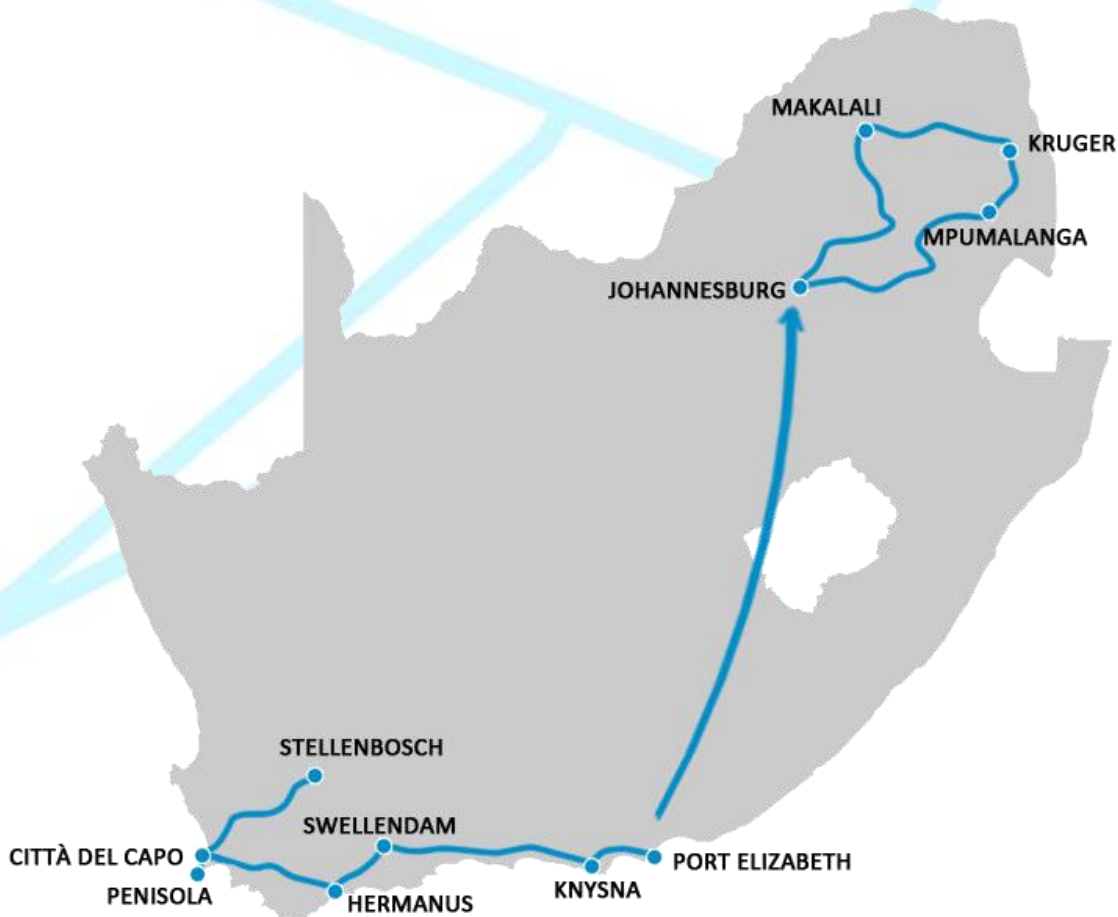 MAKALALI
KRUGER
MPUMALANGA
JOHANNESBURG
STELLENBOSCH
SWELLENDAM
CITTÀ DEL CAPO
PORT ELIZABETH
PENISOLA
KNYSNA
HERMANUS